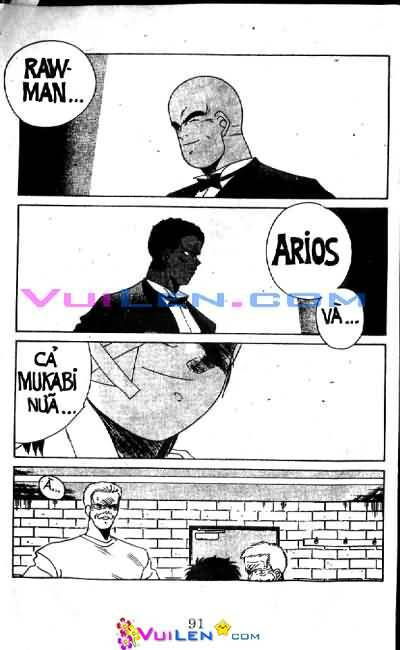 RAW-
MAN...
ARIOS
VÀ...
VUILEN.COM
CẢ
MUKABI
NỮA...
Ã...
91
VUILEN.COM